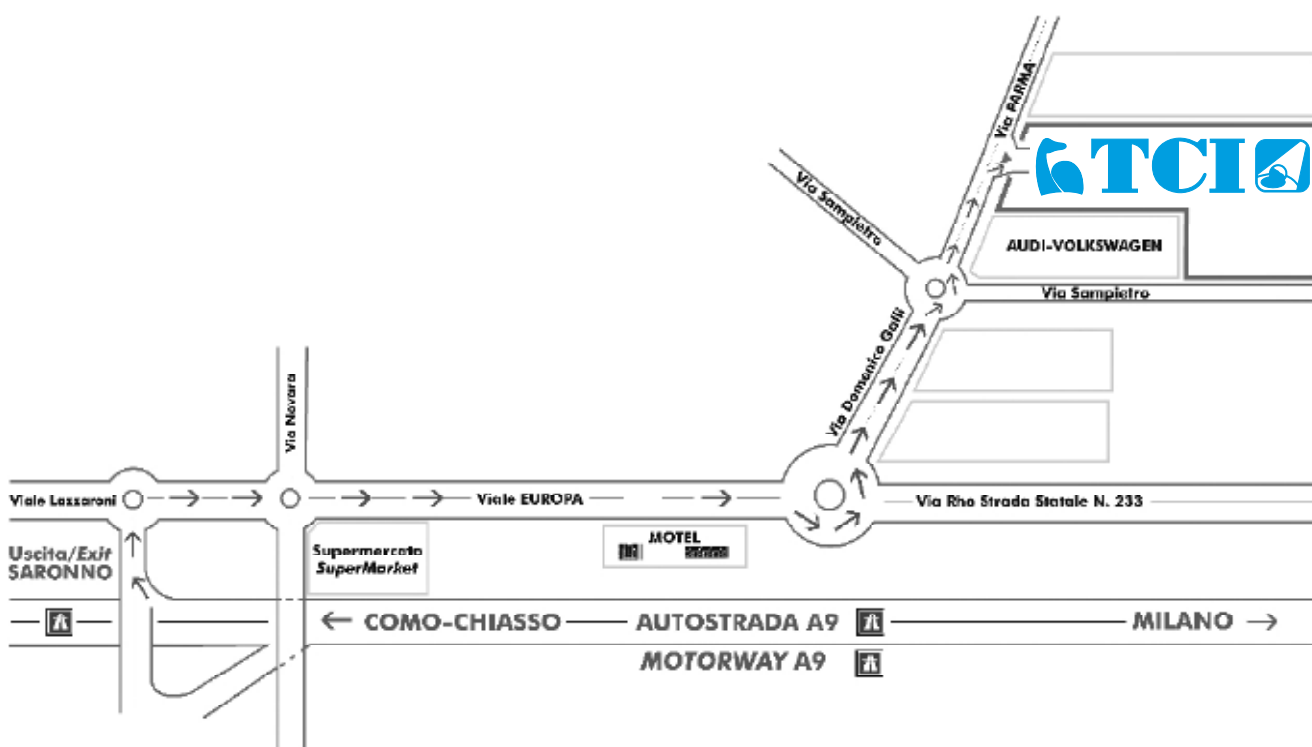 Via PARMA
TCI
Via Sampietro
AUDI-VOLKSWAGEN
Via Sampietro
Via Domenico Galli
Via Novara
Viale Lazzaroni
Viale EUROPA
Via Rho Strada Statale N. 233
Uscita/Exit
SARONNO
Supermercato
SuperMarket
MOTEL
COMO-CHIASSO
AUTOSTRADA A9
MILANO
MOTORWAY A9